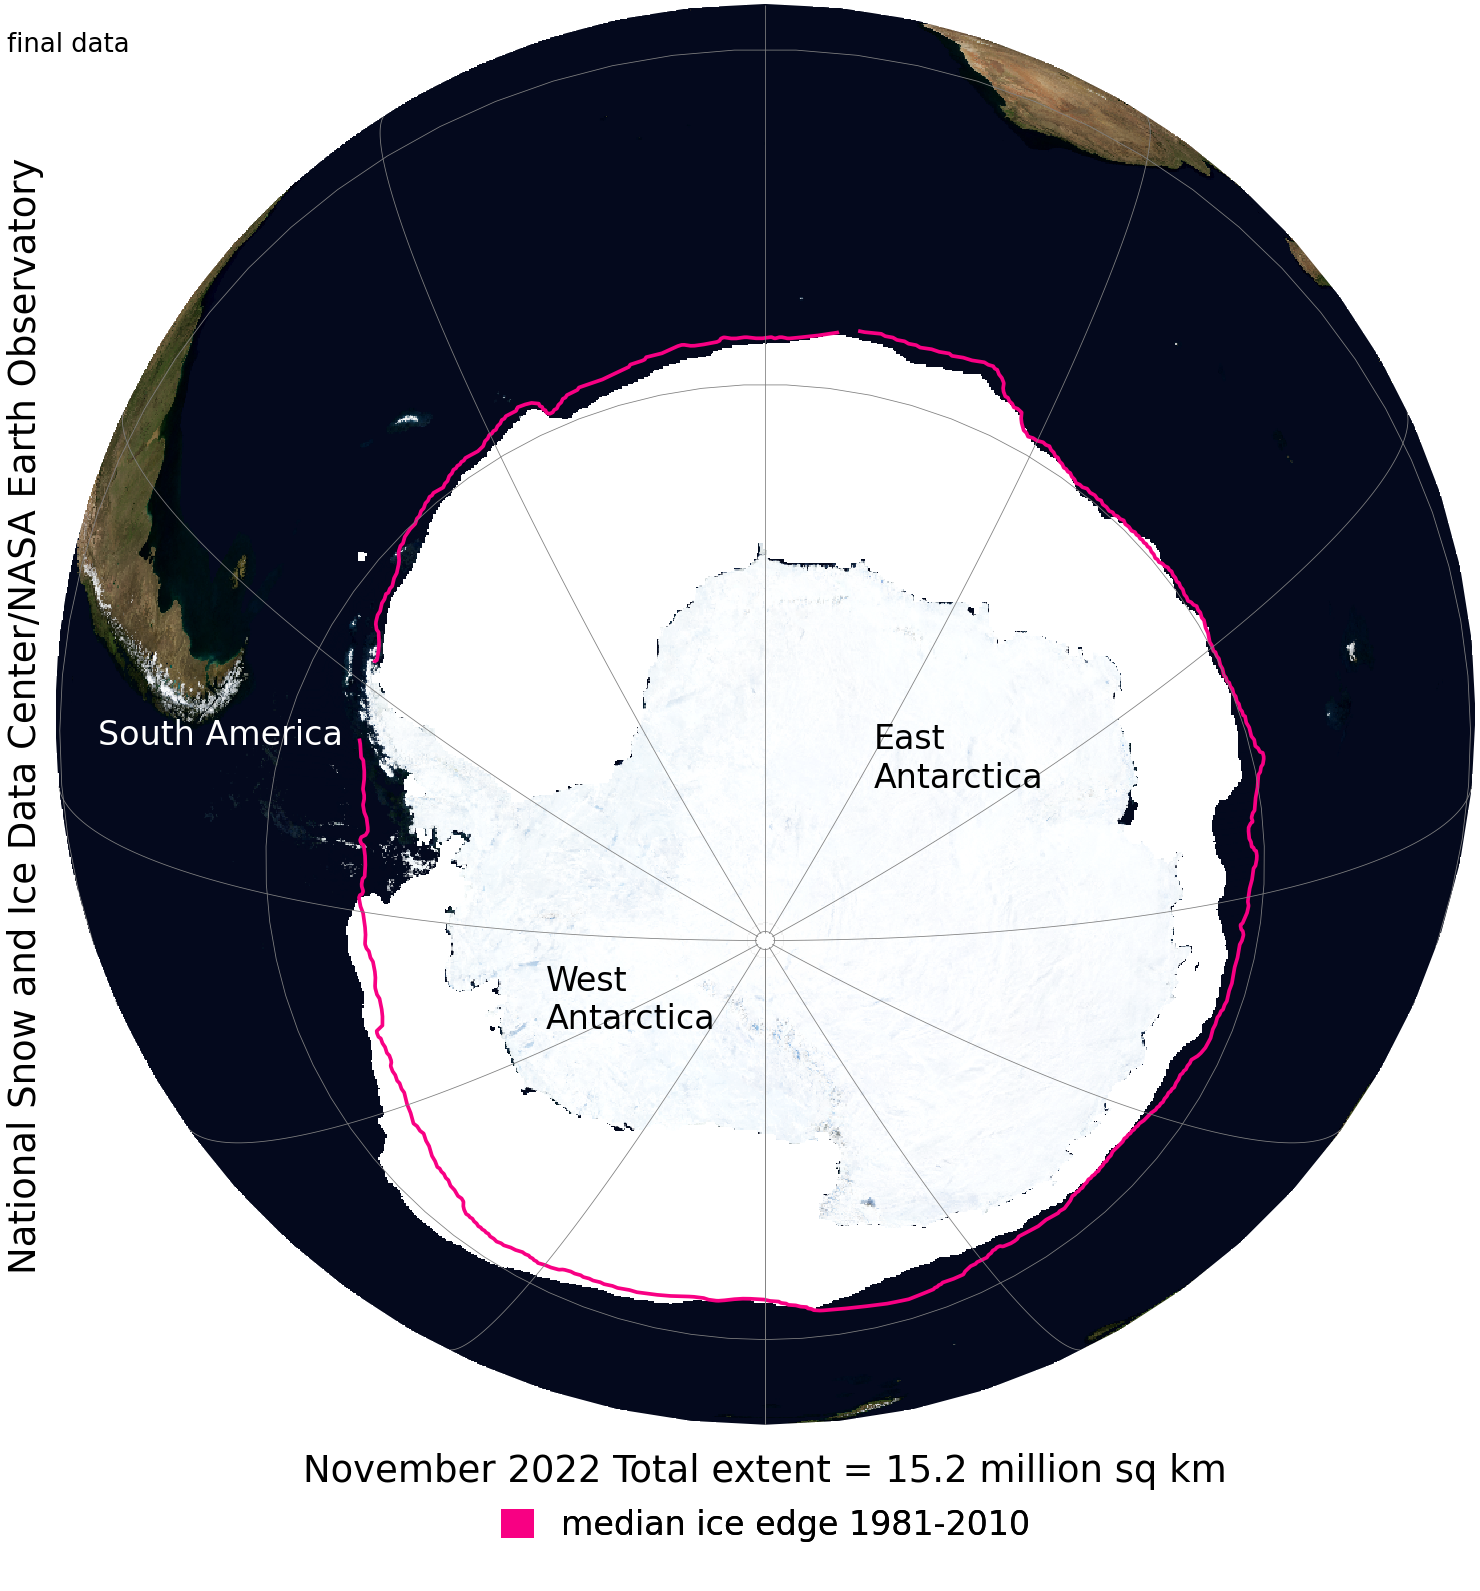 final data
National Snow and Ice Data Center/NASA Earth Observatory
South America
East
Antarctica
West
Antarctica
November 2022 Total extent = 15.2 million sq km
median ice edge 1981-2010